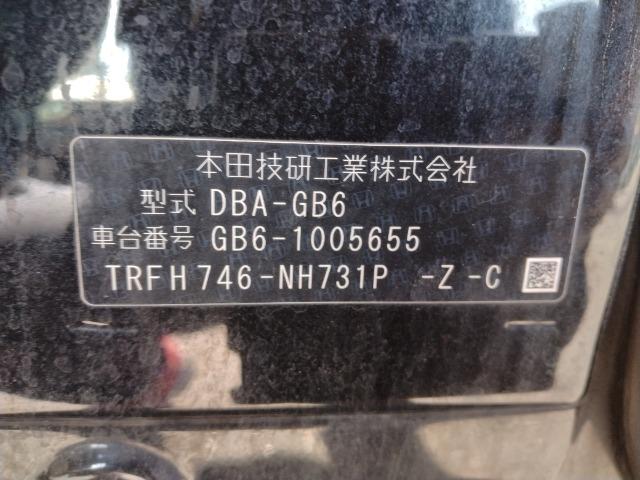 本田技研工業株式会社
型式 DBA-GB6
車台番号 GB6-1005655
TRFH746-NH731P -Z-C